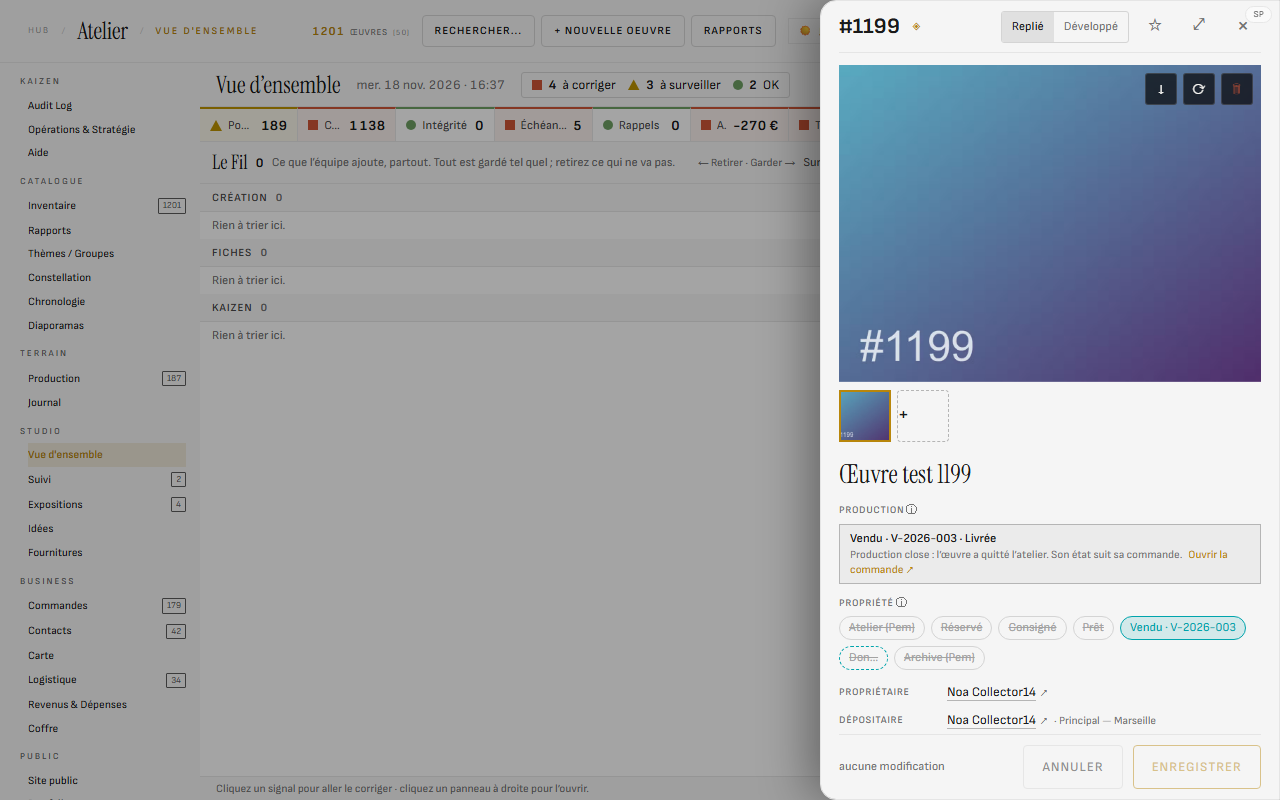 HUB / Atelier / VUE D'ENSEMBLE
1201 ŒUVRES (50)
RECHERCHER...
+ NOUVELLE OEUVRE
RAPPORTS
KAIZEN
Audit Log
Opérations & Stratégie
Aide
CATALOGUE
Inventaire 1201
Rapports
Thèmes / Groupes
Constellation
Chronologie
Diaporamas
TERRAIN
Production 187
Journal
STUDIO
Vue d'ensemble
Suivi 2
Expositions 4
Idées
Fournitures
BUSINESS
Commandes 179
Contacts 42
Carte
Logistique 34
Revenus & Dépenses
Coffre
PUBLIC
Site public
Vue d’ensemble mer. 18 nov. 2026 · 16:37 4 à corriger 3 à surveiller 2 OK
Po... 189 C... 1138 Intégrité 0 Échéan... 5 Rappels 0 A. -270 € T
Le Fil 0 Ce que l’équipe ajoute, partout. Tout est gardé tel quel ; retirez ce qui ne va pas. ← Retirer · Garder → Sur
CRÉATION 0
Rien à trier ici.
FICHES 0
Rien à trier ici.
KAIZEN 0
Rien à trier ici.
Cliquez un signal pour aller le corriger · cliquez un panneau à droite pour l’ouvrir.
#1199 Replié Développé ☆ ⤢ ×
SP
#1199
1199
+
Œuvre test 1199
PRODUCTION ⓘ
Vendu · V-2026-003 · Livrée
Production close : l’œuvre a quitté l’atelier. Son état suit sa commande. Ouvrir la
commande ↗
PROPRIÉTÉ ⓘ
Atelier (Pem) Réservé Consigné Prêt Vendu · V-2026-003
Don... Archive (Pem)
PROPRIÉTAIRE Noa Collector14 ↗
DÉPOSITAIRE Noa Collector14 ↗ · Principal — Marseille
aucune modification ANNULER ENREGISTRER